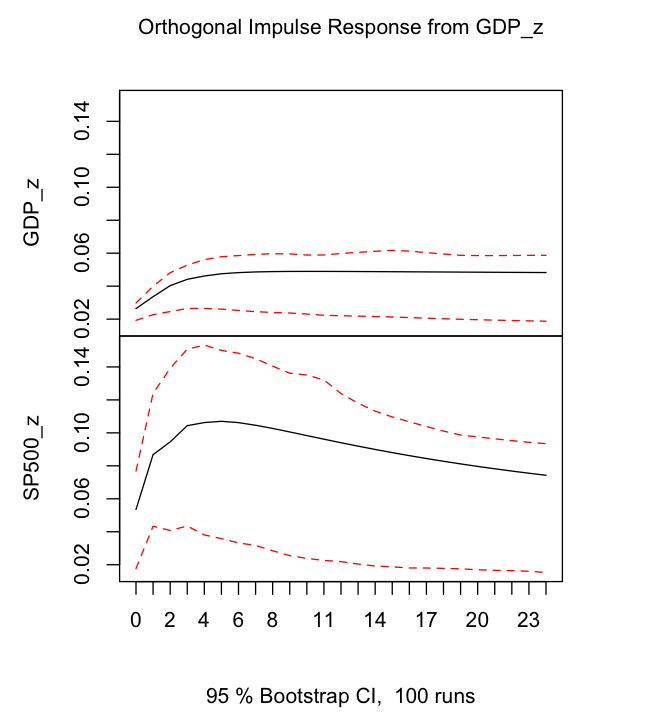 Orthogonal Impulse Response from GDP_z
GDP_z
0.14
0.10
0.06
0.02
SP500_z
0.14
0.10
0.06
0.02
0 2 4 6 8 11 14 17 20 23
95 % Bootstrap CI, 100 runs